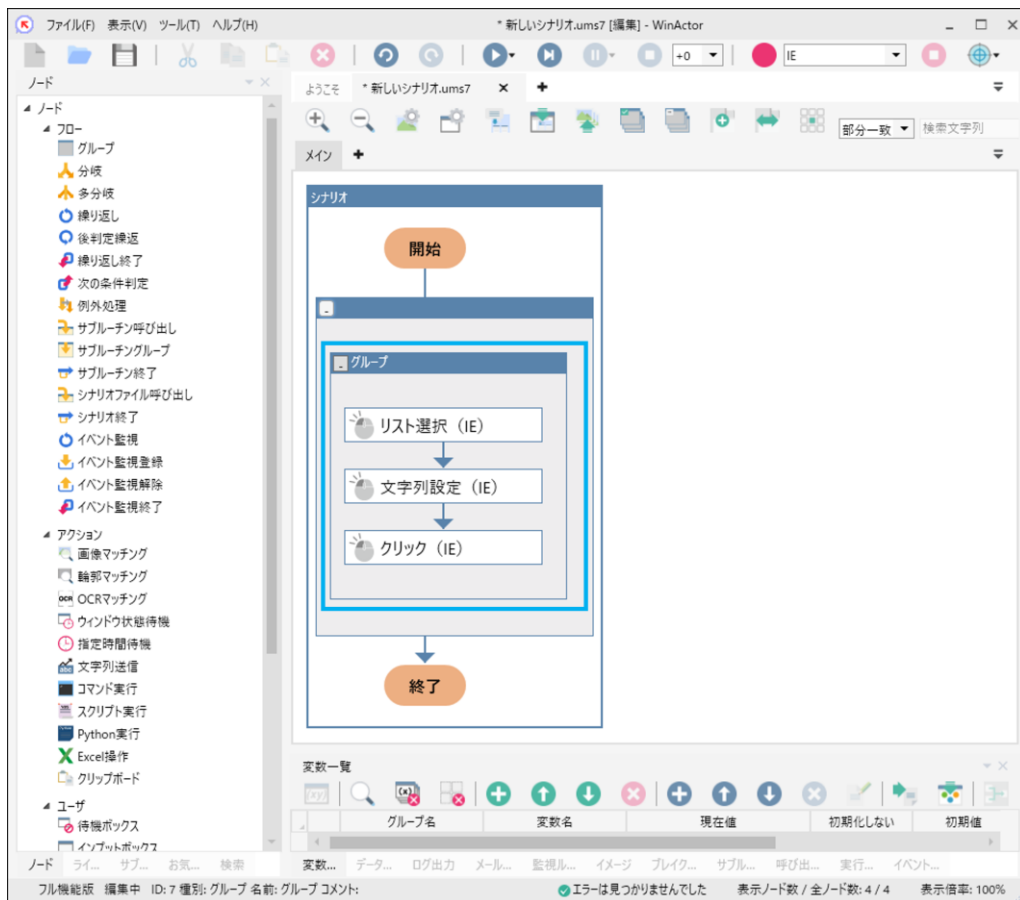 ファイル(F) 表示(V) ツール(T) ヘルプ(H)
* 新しいシナリオ.ums7 [編集] - WinActor
+0
IE
ノード
ノード
フロー
グループ
分岐
多分岐
繰り返し
後判定繰返
繰り返し終了
次の条件判定
例外処理
サブルーチン呼び出し
サブルーチングループ
サブルーチン終了
シナリオファイル呼び出し
シナリオ終了
イベント監視
イベント監視登録
イベント監視解除
イベント監視終了
アクション
画像マッチング
輪郭マッチング
OCRマッチング
ウィンドウ状態待機
指定時間待機
文字列送信
コマンド実行
スクリプト実行
Python実行
Excel操作
クリップボード
ユーザ
待機ボックス
インプットボックス
ノード ライ... サブ... お気... 検索
ようこそ * 新しいシナリオ.ums7
部分一致 検索文字列
メイン
シナリオ
開始
グループ
リスト選択（IE）
文字列設定（IE）
クリック（IE）
終了
変数一覧
グループ名 変数名 現在値 初期化しない 初期値
変数... データ... ログ出力 メール... 監視ル... イメージ ブレイク... サブル... 呼び出... 実行... イベント...
フル機能版 編集中 ID: 7 種別: グループ 名前: グループ コメント:
エラーは見つかりませんでした 表示ノード数 / 全ノード数: 4 / 4 表示倍率: 100%